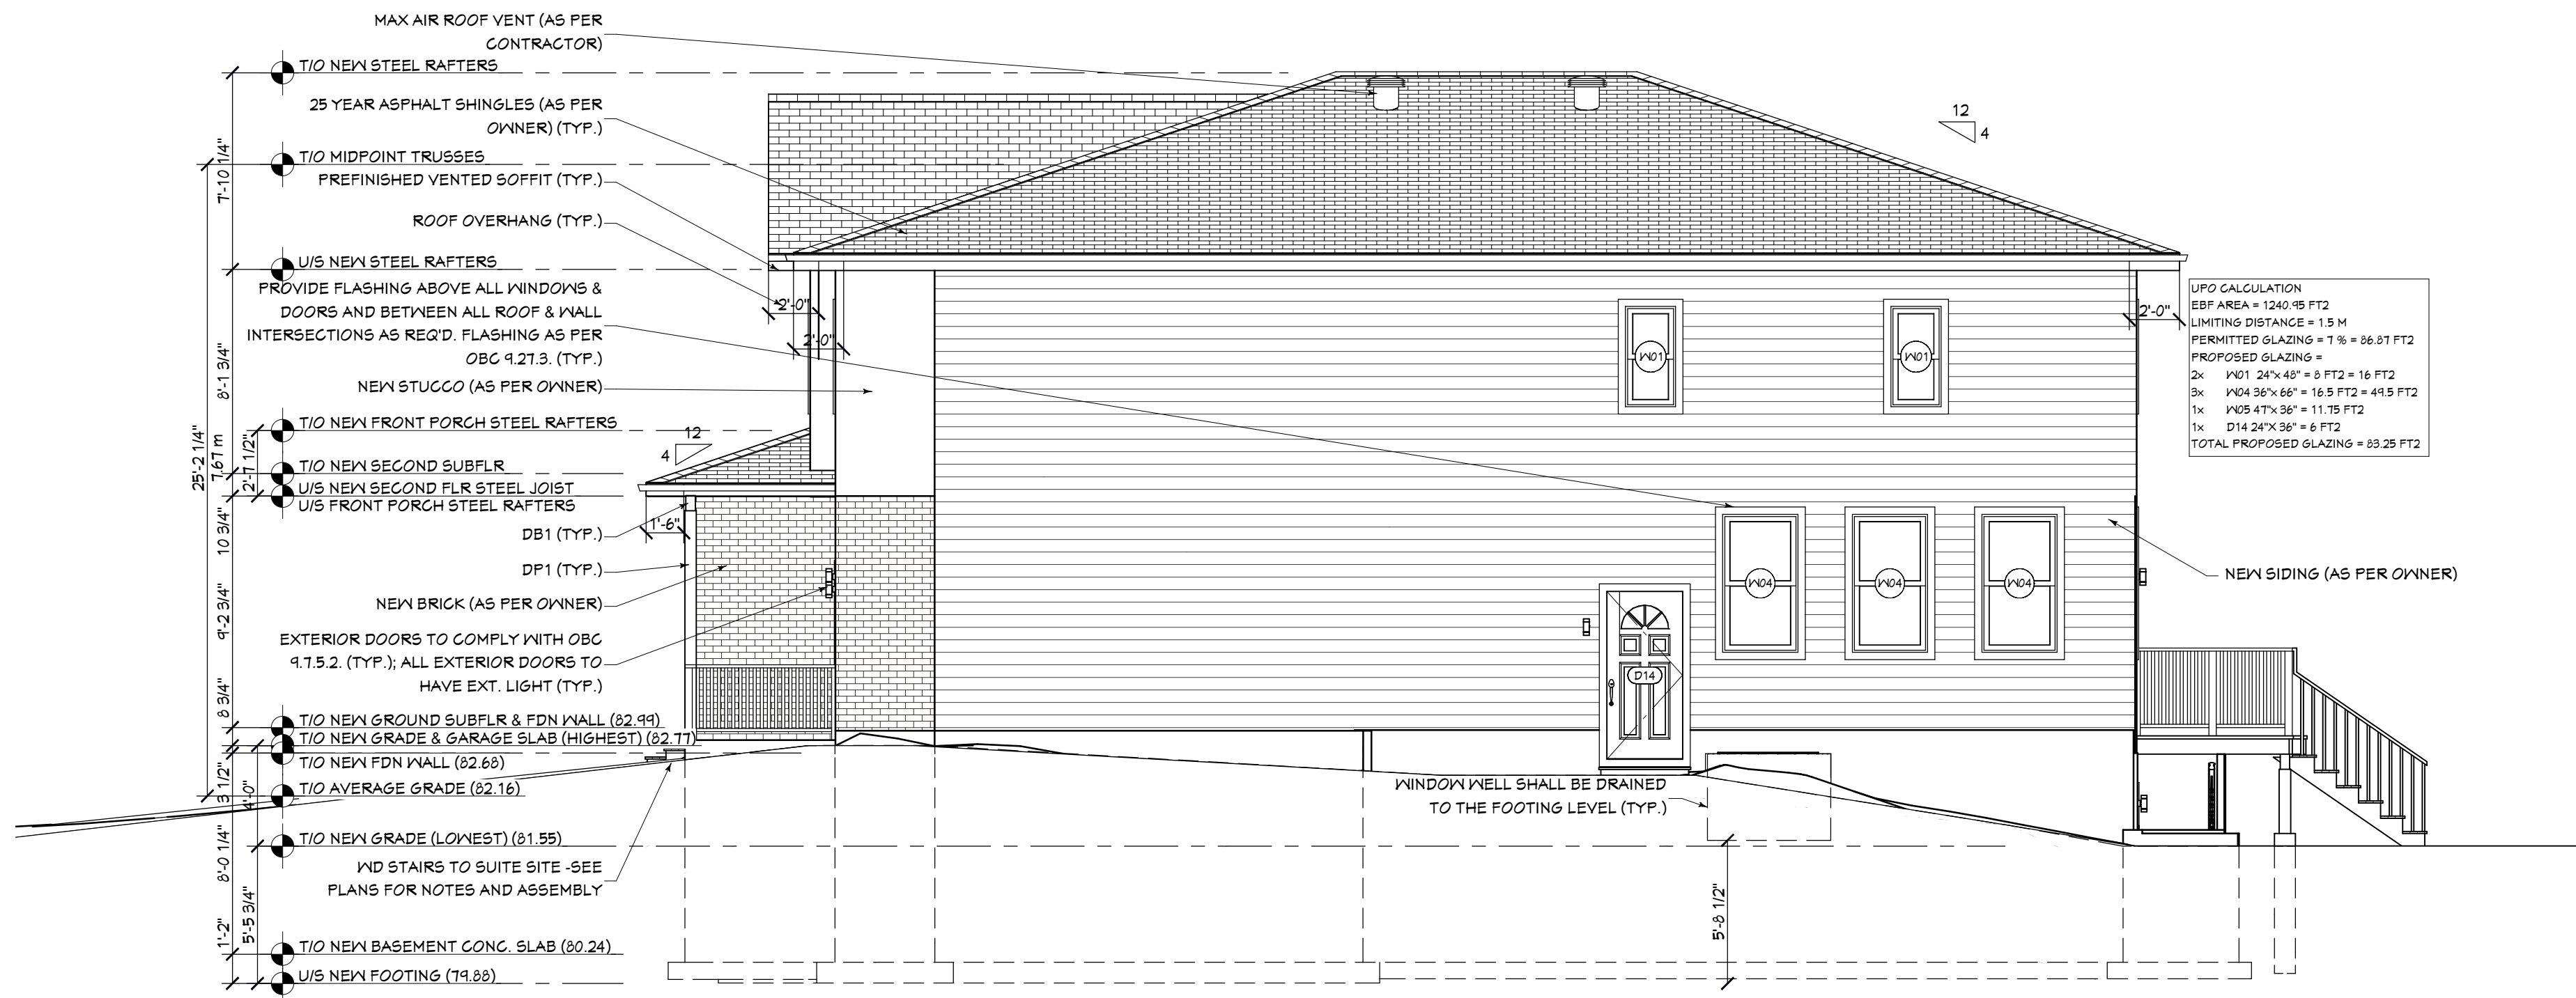 MAX AIR ROOF VENT (AS PER
CONTRACTOR)
T/O NEW STEEL RAFTERS
25 YEAR ASPHALT SHINGLES (AS PER
OWNER) (TYP.)
12
4
7'-10 1/4"
T/O MIDPOINT TRUSSES
PREFINISHED VENTED SOFFIT (TYP.)
ROOF OVERHANG (TYP.)
U/S NEW STEEL RAFTERS
PROVIDE FLASHING ABOVE ALL WINDOWS &
DOORS AND BETWEEN ALL ROOF & WALL
INTERSECTIONS AS REQ'D. FLASHING AS PER
OBC 9.27.3. (TYP.)
2'-0"
2'-0"
2'-0"
UPO CALCULATION
EBF AREA = 1240.95 FT2
LIMITING DISTANCE = 1.5 M
PERMITTED GLAZING = 7 % = 86.87 FT2
PROPOSED GLAZING =
2x W01 24"x 48" = 8 FT2 = 16 FT2
3x W04 36"x 66" = 16.5 FT2 = 49.5 FT2
1x W05 47"x 36" = 11.75 FT2
1x D14 24"X 36" = 6 FT2
TOTAL PROPOSED GLAZING = 83.25 FT2
W01
W01
8'-1 3/4"
NEW STUCCO (AS PER OWNER)
T/O NEW FRONT PORCH STEEL RAFTERS
12
4
25'-2 1/4"
7.67 m
2'-7 1/2"
T/O NEW SECOND SUBFLR
U/S NEW SECOND FLR STEEL JOIST
U/S FRONT PORCH STEEL RAFTERS
10 3/4"
1'-6"
DB1 (TYP.)
DP1 (TYP.)
NEW BRICK (AS PER OWNER)
W04
W04
W04
NEW SIDING (AS PER OWNER)
9'-2 3/4"
EXTERIOR DOORS TO COMPLY WITH OBC
9.7.5.2. (TYP.); ALL EXTERIOR DOORS TO
HAVE EXT. LIGHT (TYP.)
D14
8 3/4"
T/O NEW GROUND SUBFLR & FDN WALL (82.99)
T/O NEW GRADE & GARAGE SLAB (HIGHEST) (82.77)
T/O NEW FDN WALL (82.68)
3 1/2"
4'-0"
T/O AVERAGE GRADE (82.16)
WINDOW WELL SHALL BE DRAINED
TO THE FOOTING LEVEL (TYP.)
T/O NEW GRADE (LOWEST) (81.55)
8'-0 1/4"
WD STAIRS TO SUITE SITE -SEE
PLANS FOR NOTES AND ASSEMBLY
5'-5 3/4"
5'-8 1/2"
1'-2"
T/O NEW BASEMENT CONC. SLAB (80.24)
U/S NEW FOOTING (79.88)